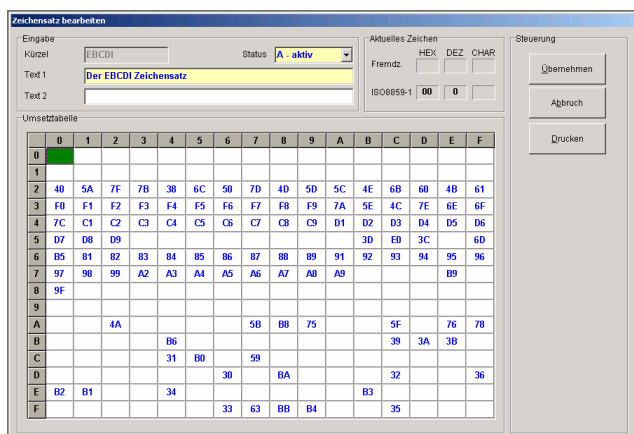 Zeichensatz bearbeiten
Eingabe
Kürzel EBCDI Status A - aktiv
Text 1 Der EBCDI Zeichensatz
Text 2
Aktuelles Zeichen
HEX DEZ CHAR
Fremdz.
ISO8859-1 00 0
Steuerung
Übernehmen
Abbruch
Drucken
Umsetztabelle
0 1 2 3 4 5 6 7 8 9 A B C D E F
0
1
2 40 5A 7F 7B 38 6C 50 7D 4D 5D 5C 4E 6B 60 4B 61
3 F0 F1 F2 F3 F4 F5 F6 F7 F8 F9 7A 5E 4C 7E 6E 6F
4 7C C1 C2 C3 C4 C5 C6 C7 C8 C9 D1 D2 D3 D4 D5 D6
5 D7 D8 D9 3D E0 3C 6D
6 B5 81 82 83 84 85 86 87 88 89 91 92 93 94 95 96
7 97 98 99 A2 A3 A4 A5 A6 A7 A8 A9 B9
8 9F
9
A 4A 5B B8 75 5F 76 78
B B6 39 3A 3B
C 31 B0 59
D 30 BA 32 36
E B2 B1 34 B3
F 33 63 BB B4 35